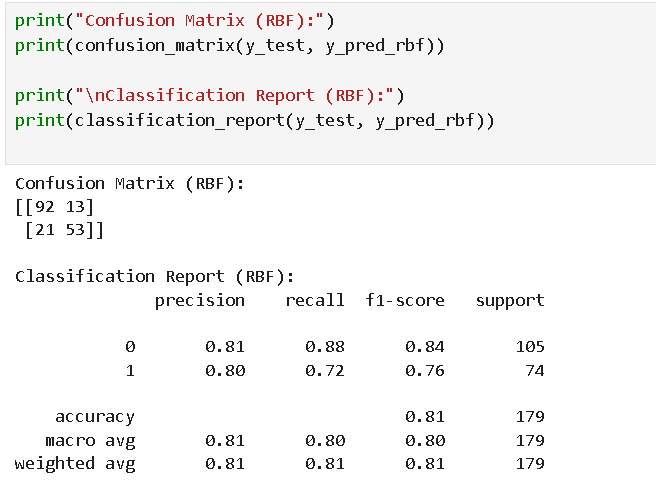 print("Confusion Matrix (RBF):")
print(confusion_matrix(y_test, y_pred_rbf))
print("\nClassification Report (RBF):")
print(classification_report(y_test, y_pred_rbf))
Confusion Matrix (RBF):
[[92 13]
 [21 53]]
Classification Report (RBF):
              precision    recall  f1-score   support
           0       0.81      0.88      0.84       105
           1       0.80      0.72      0.76        74
    accuracy                           0.81       179
   macro avg       0.81      0.80      0.80       179
weighted avg       0.81      0.81      0.81       179